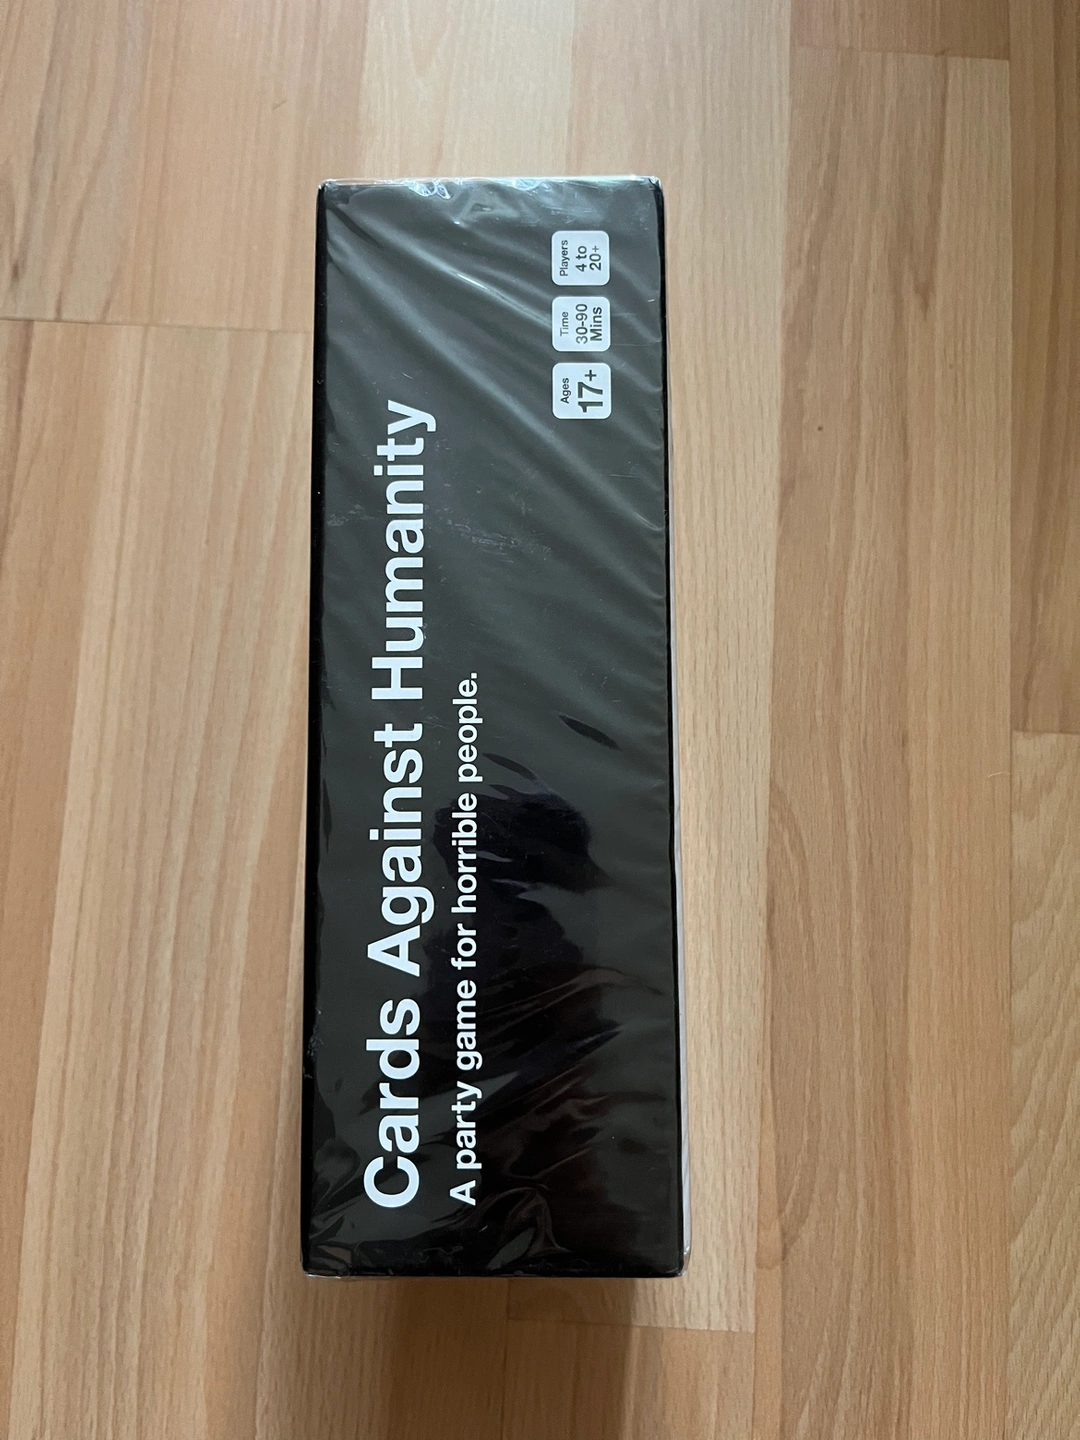 Cards Against Humanity
A party game for horrible people.
Ages
17+
Time
30-90
Mins
Players
4 to
20+